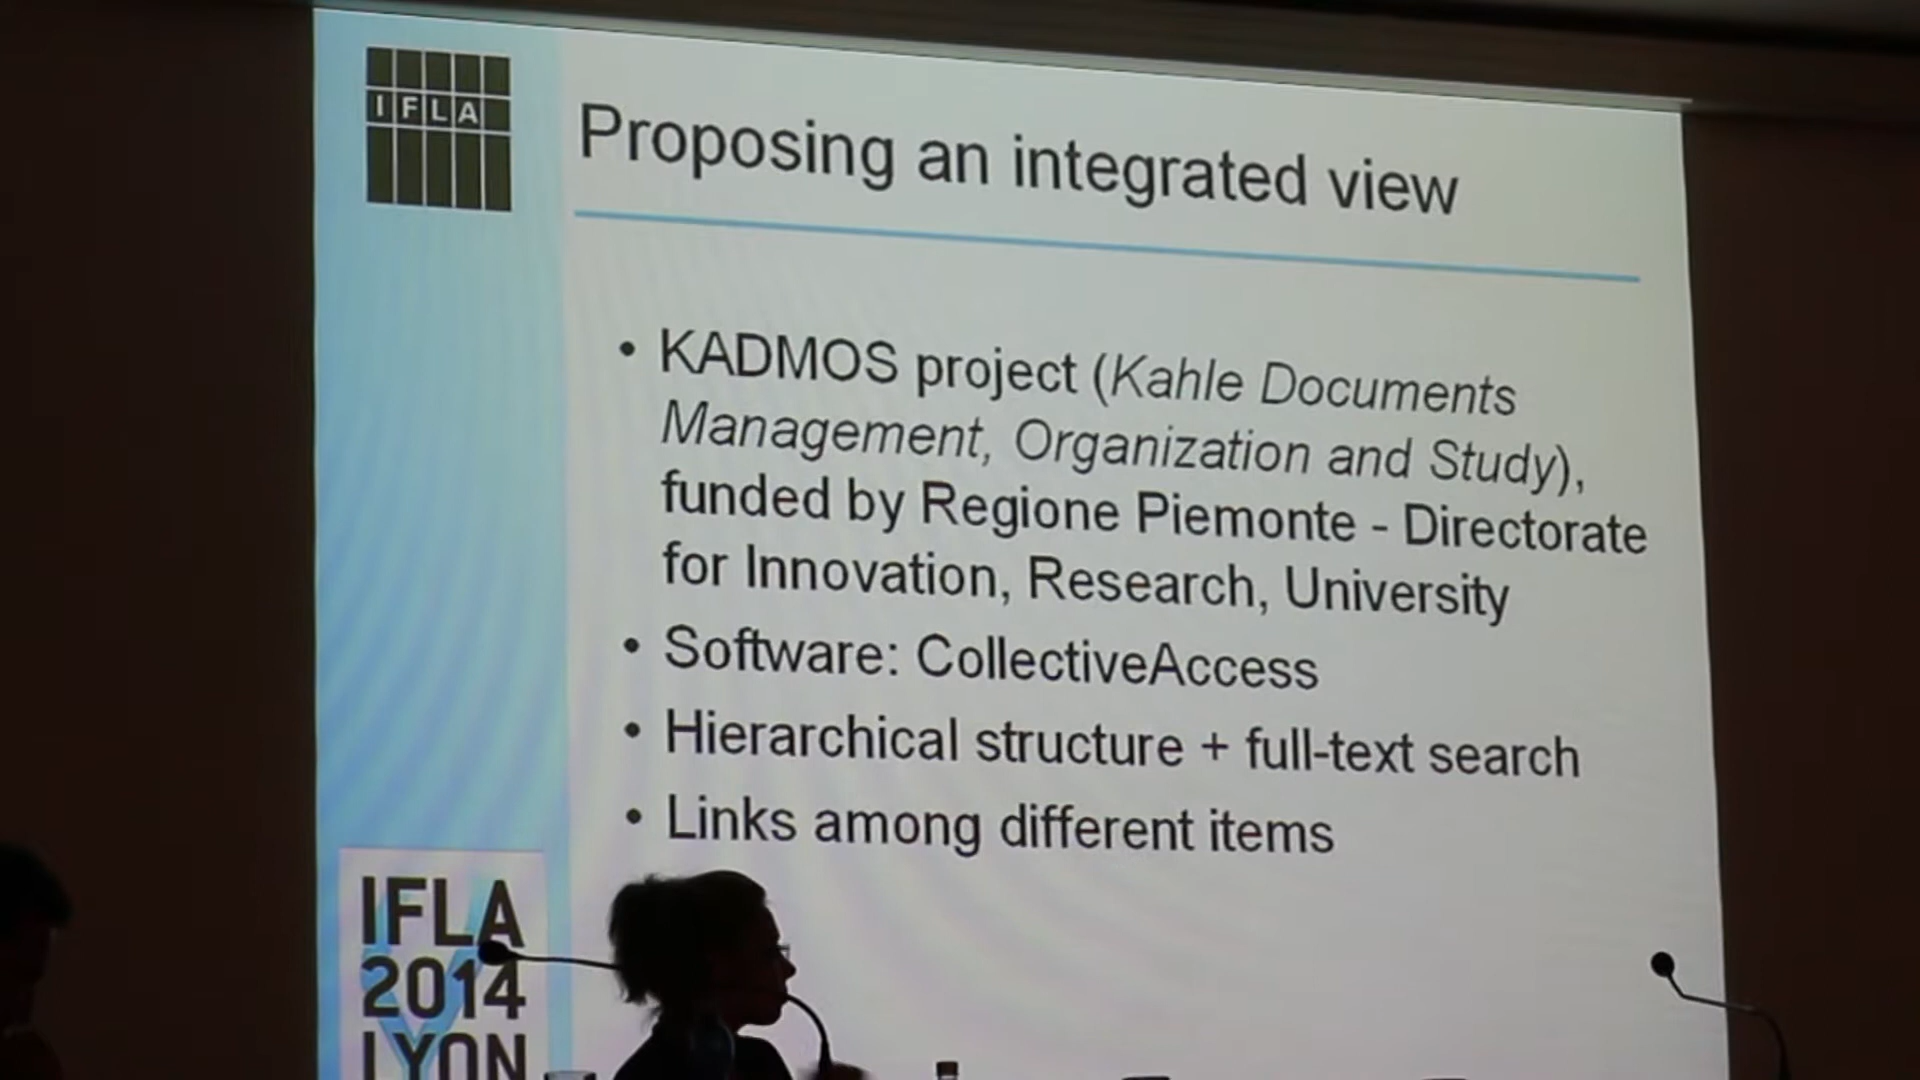 IFLA
Proposing an integrated view
• KADMOS project (Kahle Documents
Management, Organization and Study),
funded by Regione Piemonte - Directorate
for Innovation, Research, University
• Software: CollectiveAccess
• Hierarchical structure + full-text search
• Links among different items
IFLA
2014
LYON